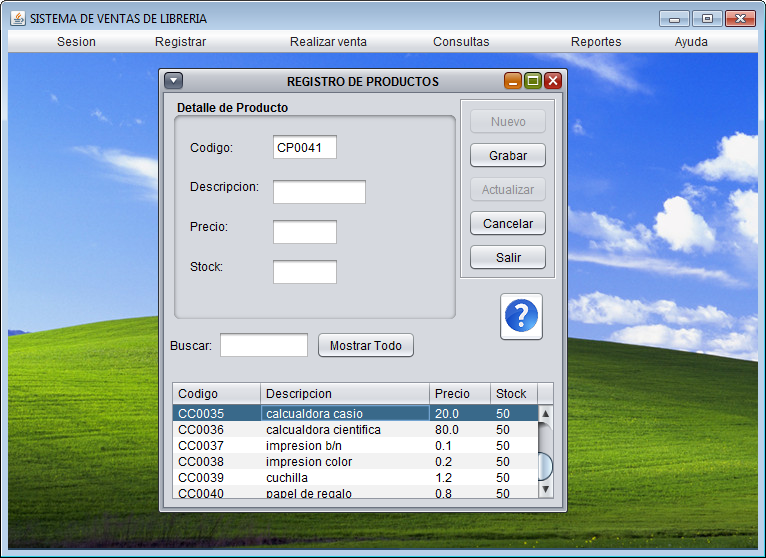 SISTEMA DE VENTAS DE LIBRERIA
Sesion Registrar Realizar venta Consultas Reportes Ayuda
REGISTRO DE PRODUCTOS
Detalle de Producto
Codigo: CP0041
Descripcion:
Precio:
Stock:
Nuevo
Grabar
Actualizar
Cancelar
Salir
?
Buscar: Mostrar Todo
Codigo Descripcion Precio Stock
CC0035 calcualdora casio 20.0 50
CC0036 calcualdora cientifica 80.0 50
CC0037 impresion b/n 0.1 50
CC0038 impresion color 0.2 50
CC0039 cuchilla 1.2 50
CC0040 papel de regalo 0.8 50